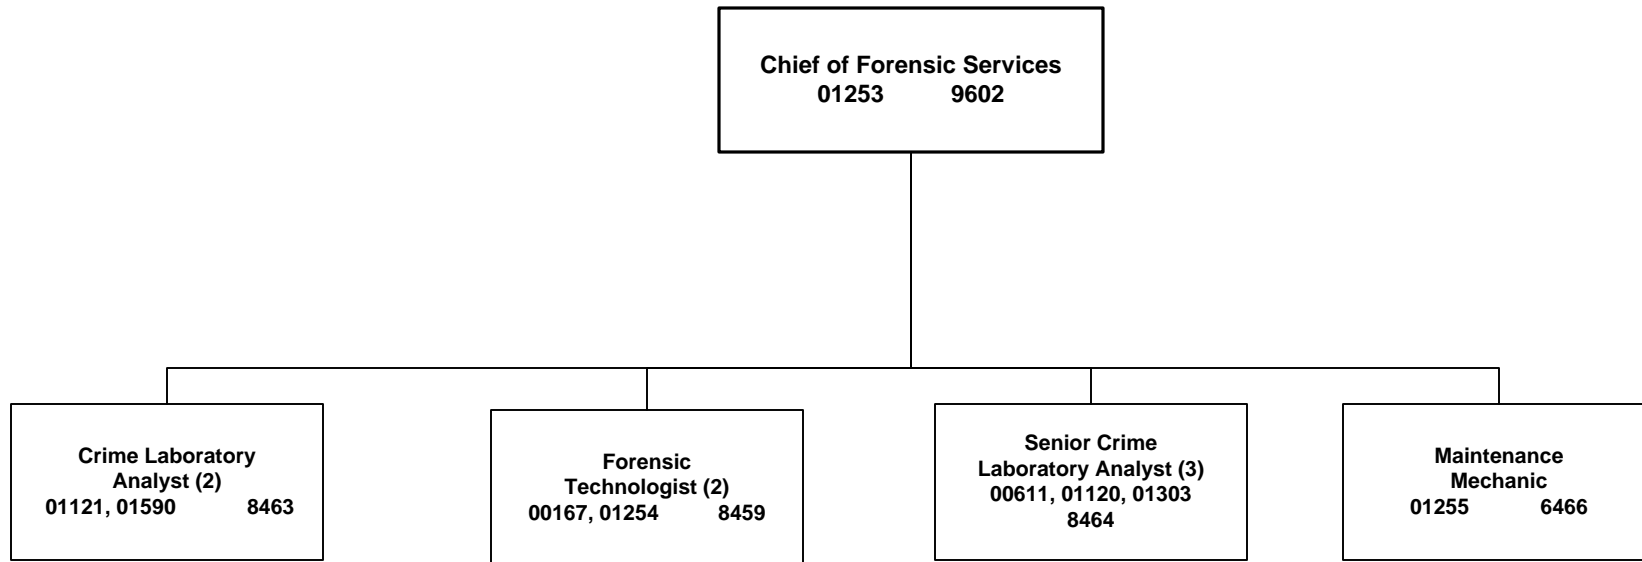 Chief of Forensic Services
01253 9602
Crime Laboratory
Analyst (2)
01121, 01590 8463
Forensic
Technologist (2)
00167, 01254 8459
Senior Crime
Laboratory Analyst (3)
00611, 01120, 01303
8464
Maintenance
Mechanic
01255 6466